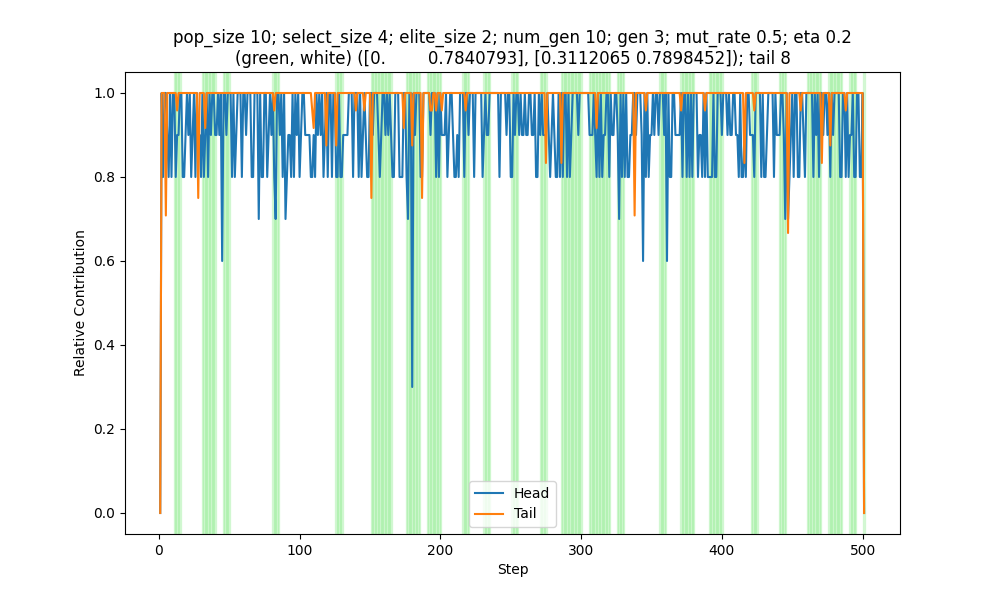 pop_size 10; select_size 4; elite_size 2; num_gen 10; gen 3; mut_rate 0.5; eta 0.2
(green, white) ([0.         0.7840793], [0.3112065 0.7898452]); tail 8
Relative Contribution
1.0
0.8
0.6
0.4
0.2
0.0
Head
Tail
0
100
200
300
400
500
Step